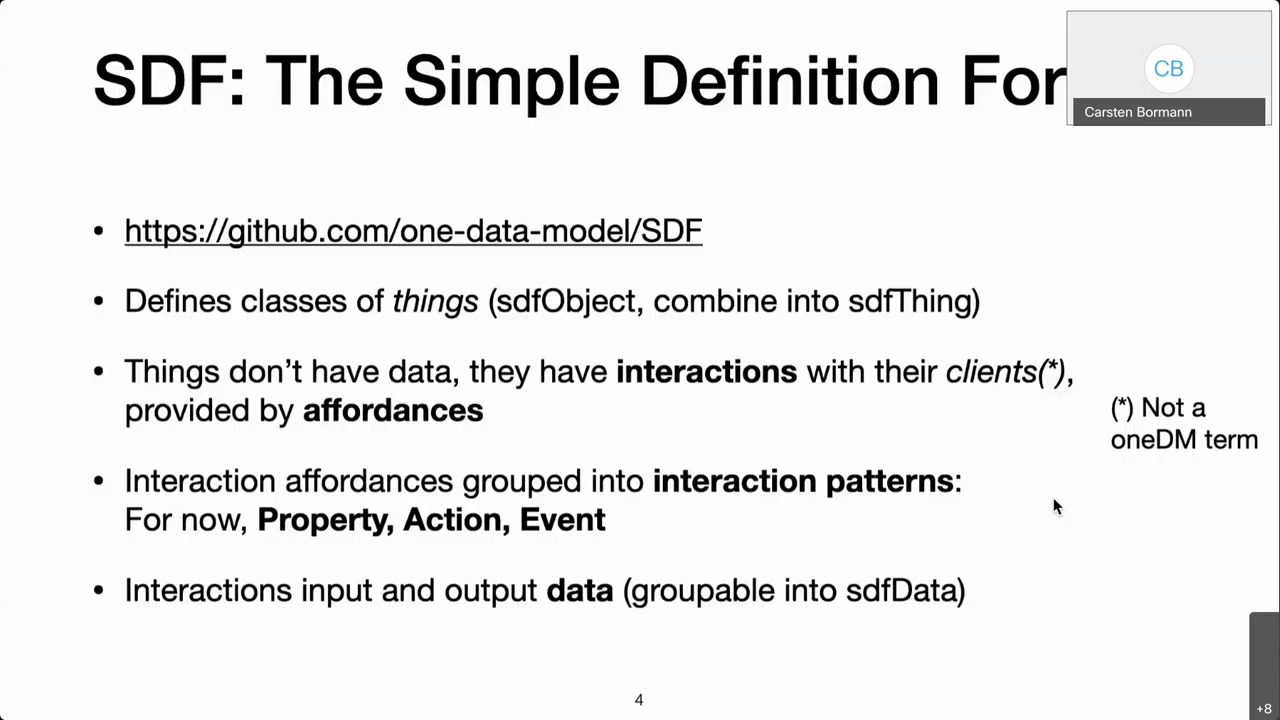 SDF: The Simple Definition For
CB
Carsten Bormann
• https://github.com/one-data-model/SDF
• Defines classes of things (sdfObject, combine into sdfThing)
• Things don’t have data, they have interactions with their clients(*),
provided by affordances
(*) Not a
oneDM term
• Interaction affordances grouped into interaction patterns:
For now, Property, Action, Event
• Interactions input and output data (groupable into sdfData)
4
+8